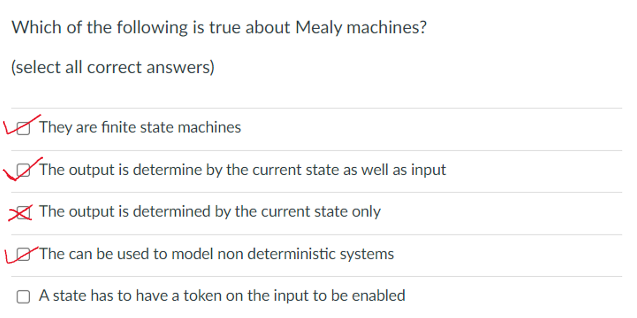 Which of the following is true about Mealy machines?
(select all correct answers)
They are finite state machines
The output is determine by the current state as well as input
The output is determined by the current state only
The can be used to model non deterministic systems
A state has to have a token on the input to be enabled